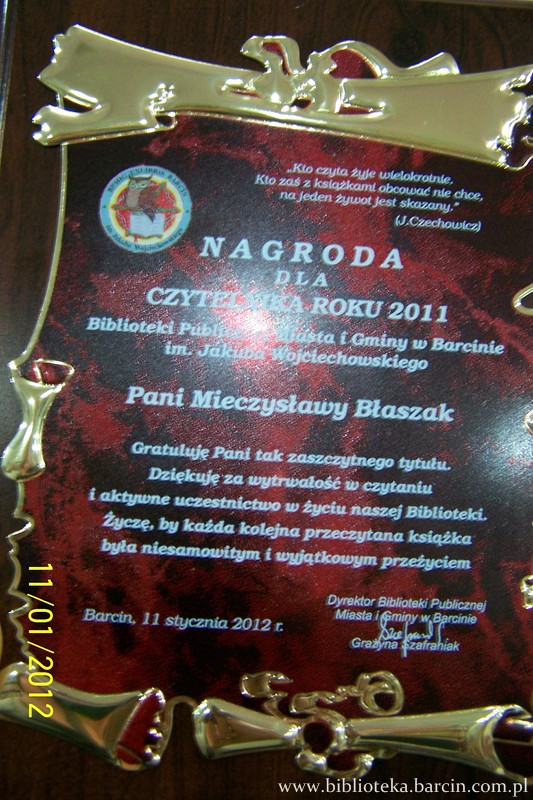 „Kto czyta żyje wielokrotnie.
Kto zaś z książkami obcować nie chce,
na jeden żywot jest skazany."
(J.Czechowicz)
NAGRODA
DLA
CZYTELNIKA ROKU 2011
Biblioteki Publicznej Miasta i Gminy w Barcinie
im. Jakuba Wojciechowskiego
Pani Mieczysławy Błaszak
Gratuluję Pani tak zaszczytnego tytułu.
Dziękuję za wytrwałość w czytaniu
i aktywne uczestnictwo w życiu naszej Biblioteki.
Życzę, by każda kolejna przeczytana książka
była niesamowitym i wyjątkowym przeżyciem
Barcin, 11 stycznia 2012 r.
Dyrektor Biblioteki Publicznej
Miasta i Gminy w Barcinie
Grażyna Szafraniak
11/01/2012
www.biblioteka.barcin.com.pl